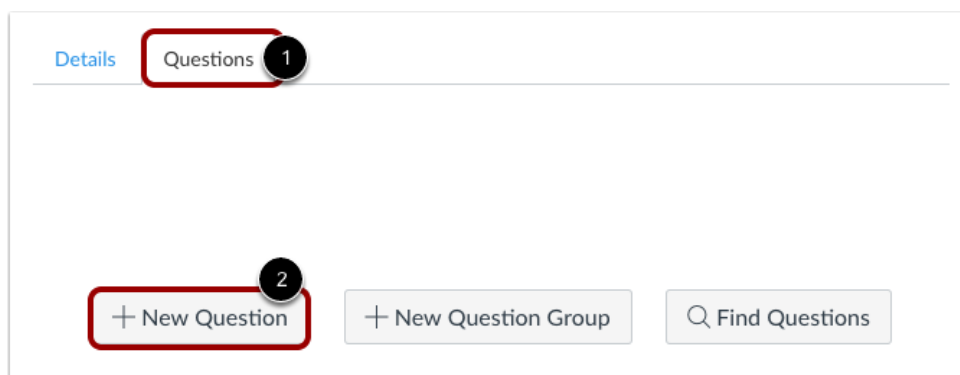 Details Questions 1
2
+ New Question + New Question Group Find Questions